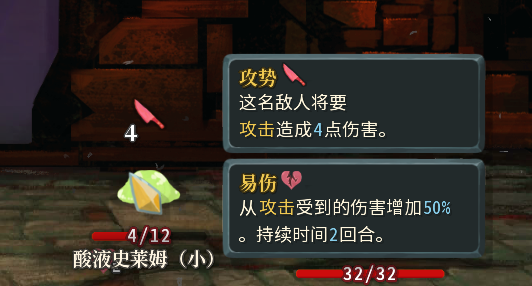 攻势
这名敌人将要
攻击造成4点伤害。
4
易伤
从攻击受到的伤害增加50%
。持续时间2回合。
4/12
酸液史莱姆（小）
2
32/32